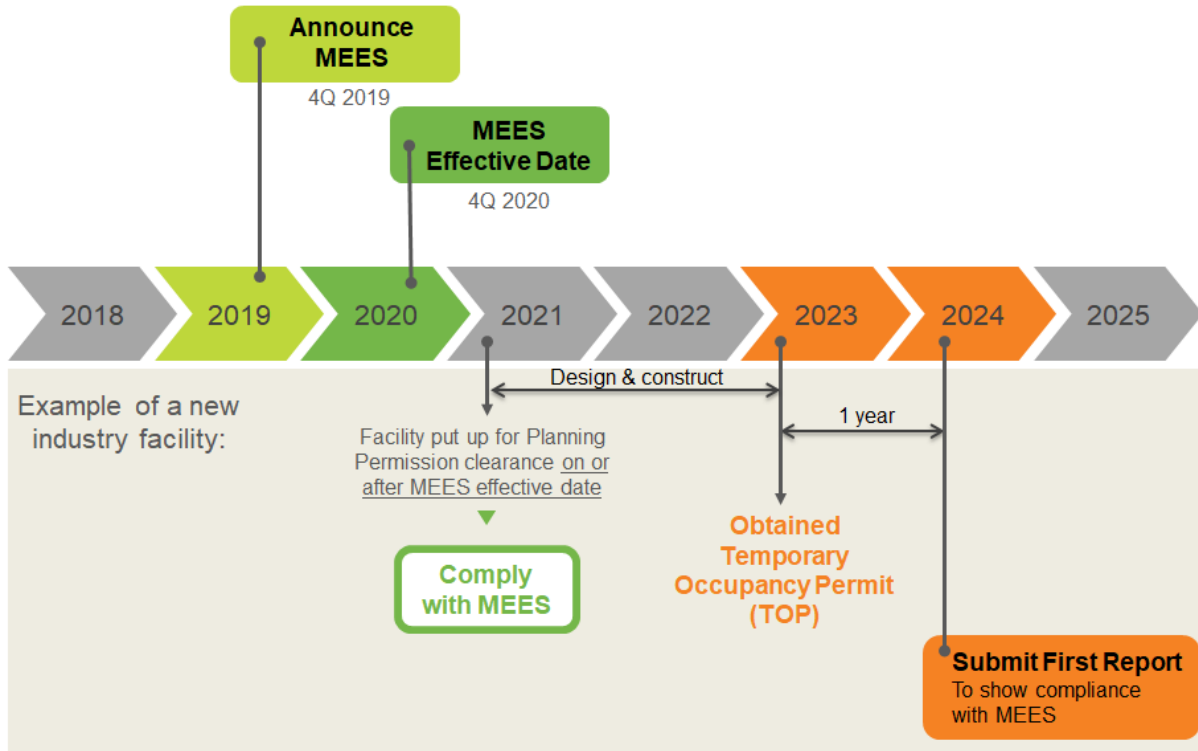 Announce
MEES
4Q 2019
MEES
Effective Date
4Q 2020
2018
2019
2020
2021
2022
2023
2024
2025
Design & construct
Example of a new
industry facility:
1 year
Facility put up for Planning
Permission clearance on or
after MEES effective date
Comply
with MEES
Obtained
Temporary
Occupancy Permit
(TOP)
Submit First Report
To show compliance
with MEES